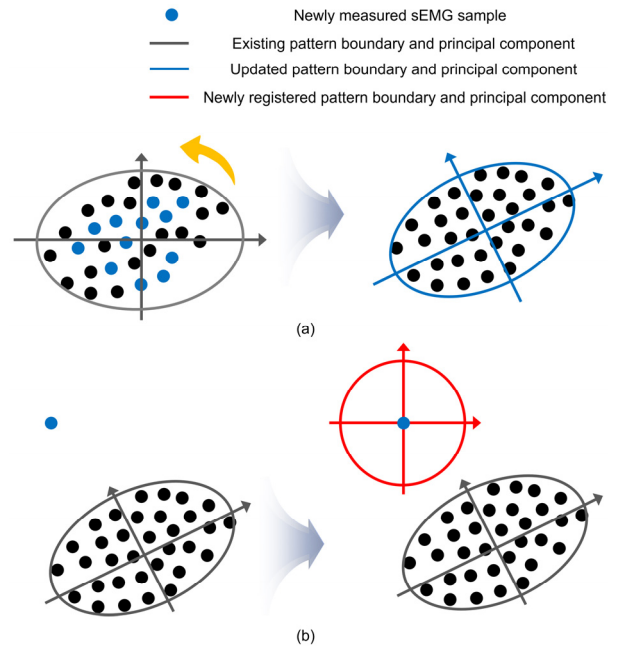 Newly measured sEMG sample
Existing pattern boundary and principal component
Updated pattern boundary and principal component
Newly registered pattern boundary and principal component
(a)
(b)